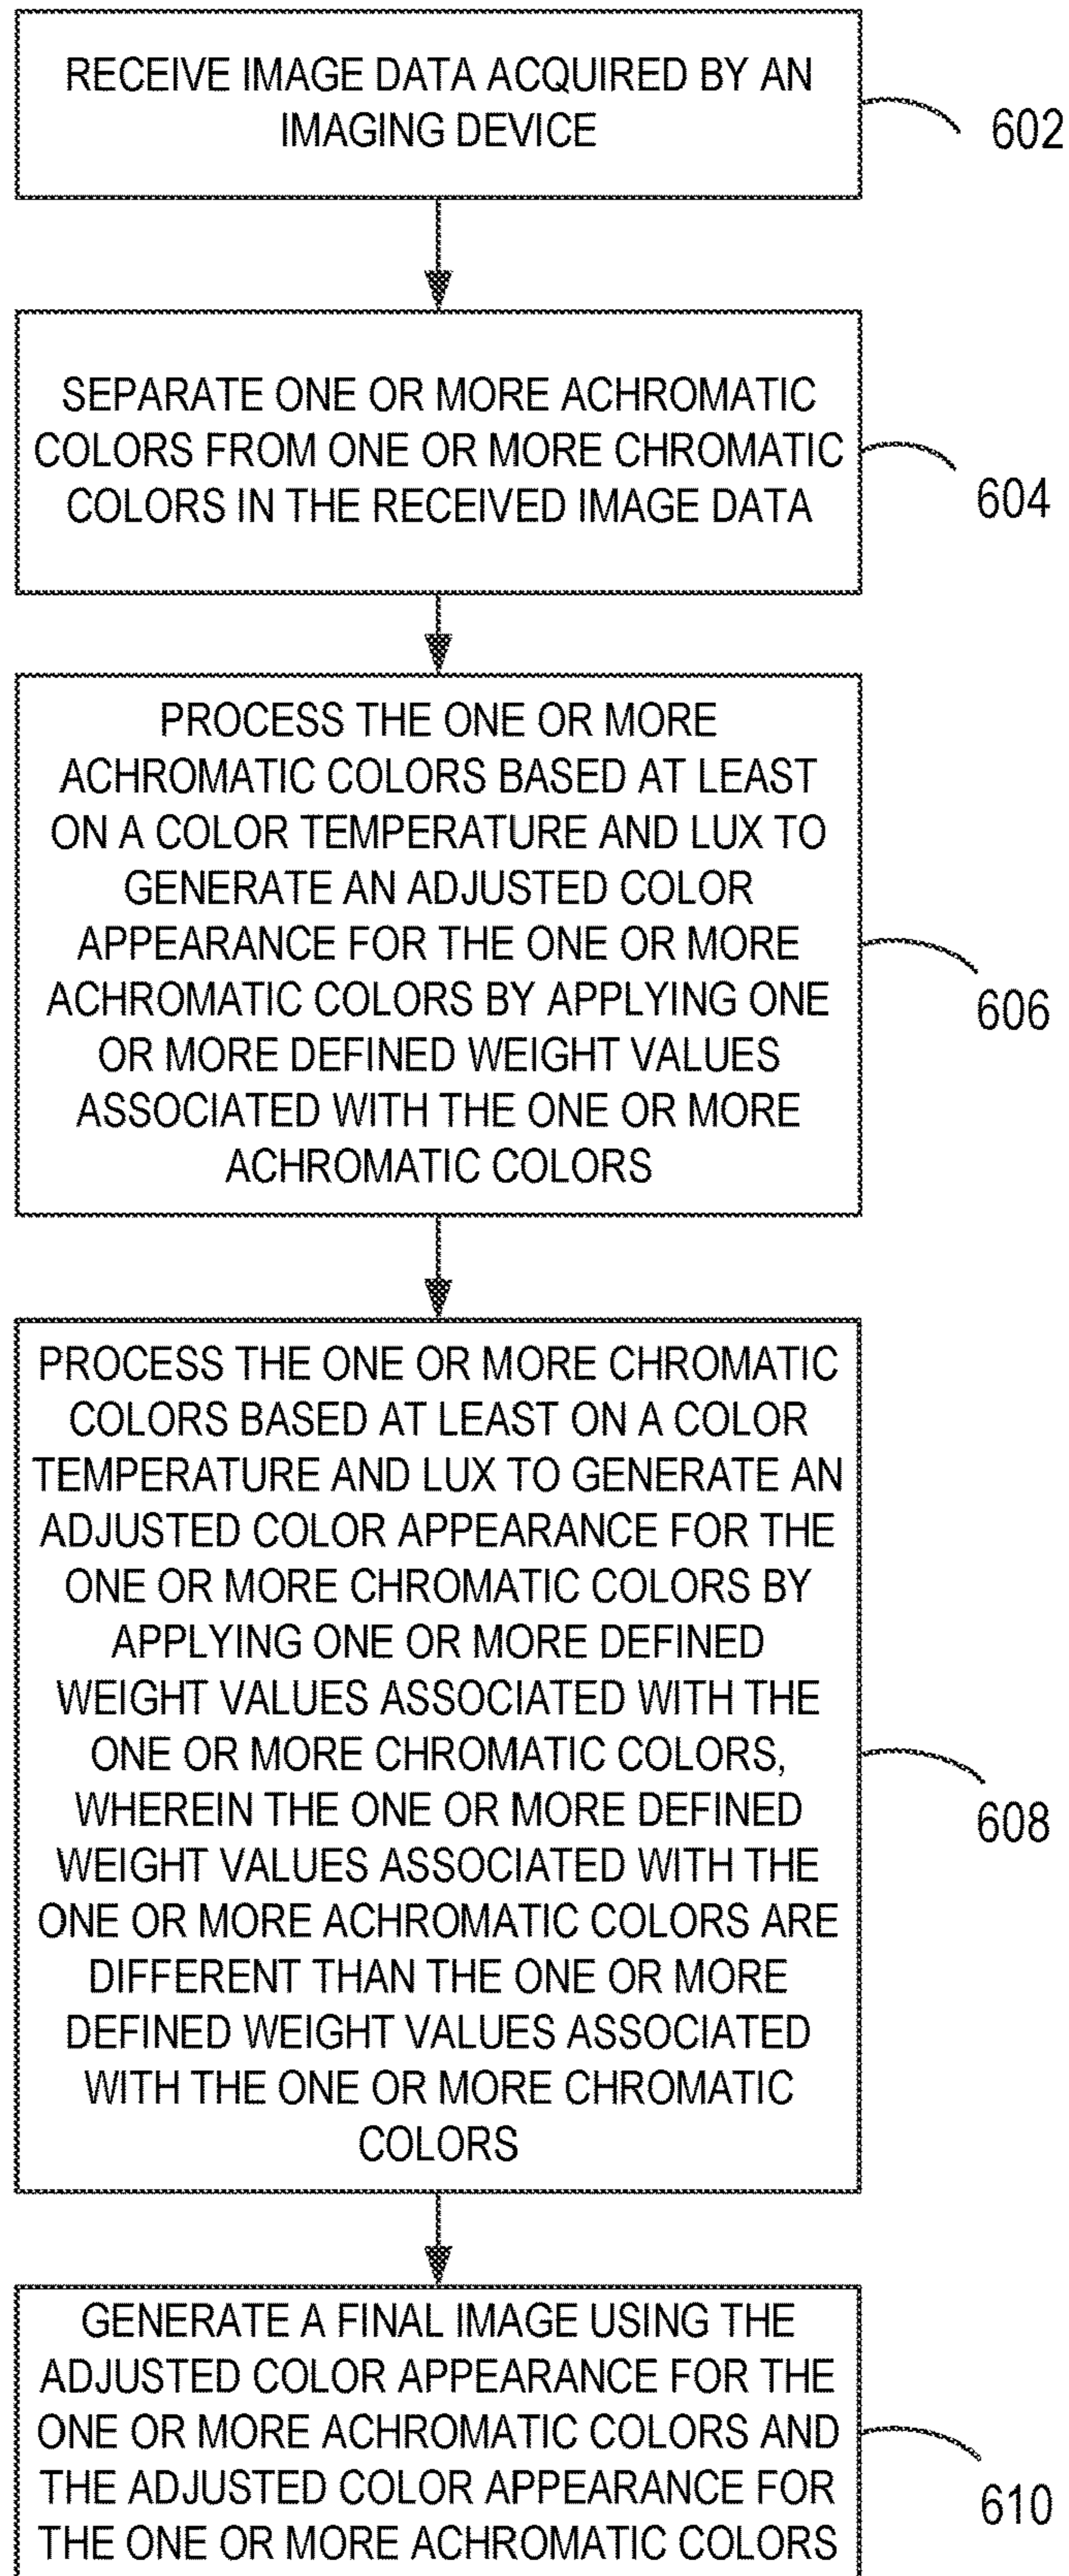 RECEIVE IMAGE DATA ACQUIRED BY AN
IMAGING DEVICE
602
SEPARATE ONE OR MORE ACHROMATIC
COLORS FROM ONE OR MORE CHROMATIC
COLORS IN THE RECEIVED IMAGE DATA
604
PROCESS THE ONE OR MORE
ACHROMATIC COLORS BASED AT LEAST
ON A COLOR TEMPERATURE AND LUX TO
GENERATE AN ADJUSTED COLOR
APPEARANCE FOR THE ONE OR MORE
ACHROMATIC COLORS BY APPLYING ONE
OR MORE DEFINED WEIGHT VALUES
ASSOCIATED WITH THE ONE OR MORE
ACHROMATIC COLORS
606
PROCESS THE ONE OR MORE CHROMATIC
COLORS BASED AT LEAST ON A COLOR
TEMPERATURE AND LUX TO GENERATE AN
ADJUSTED COLOR APPEARANCE FOR THE
ONE OR MORE CHROMATIC COLORS BY
APPLYING ONE OR MORE DEFINED
WEIGHT VALUES ASSOCIATED WITH THE
ONE OR MORE CHROMATIC COLORS,
WHEREIN THE ONE OR MORE DEFINED
WEIGHT VALUES ASSOCIATED WITH THE
ONE OR MORE ACHROMATIC COLORS ARE
DIFFERENT THAN THE ONE OR MORE
DEFINED WEIGHT VALUES ASSOCIATED
WITH THE ONE OR MORE CHROMATIC
COLORS
608
GENERATE A FINAL IMAGE USING THE
ADJUSTED COLOR APPEARANCE FOR THE
ONE OR MORE ACHROMATIC COLORS AND
THE ADJUSTED COLOR APPEARANCE FOR
THE ONE OR MORE ACHROMATIC COLORS
610